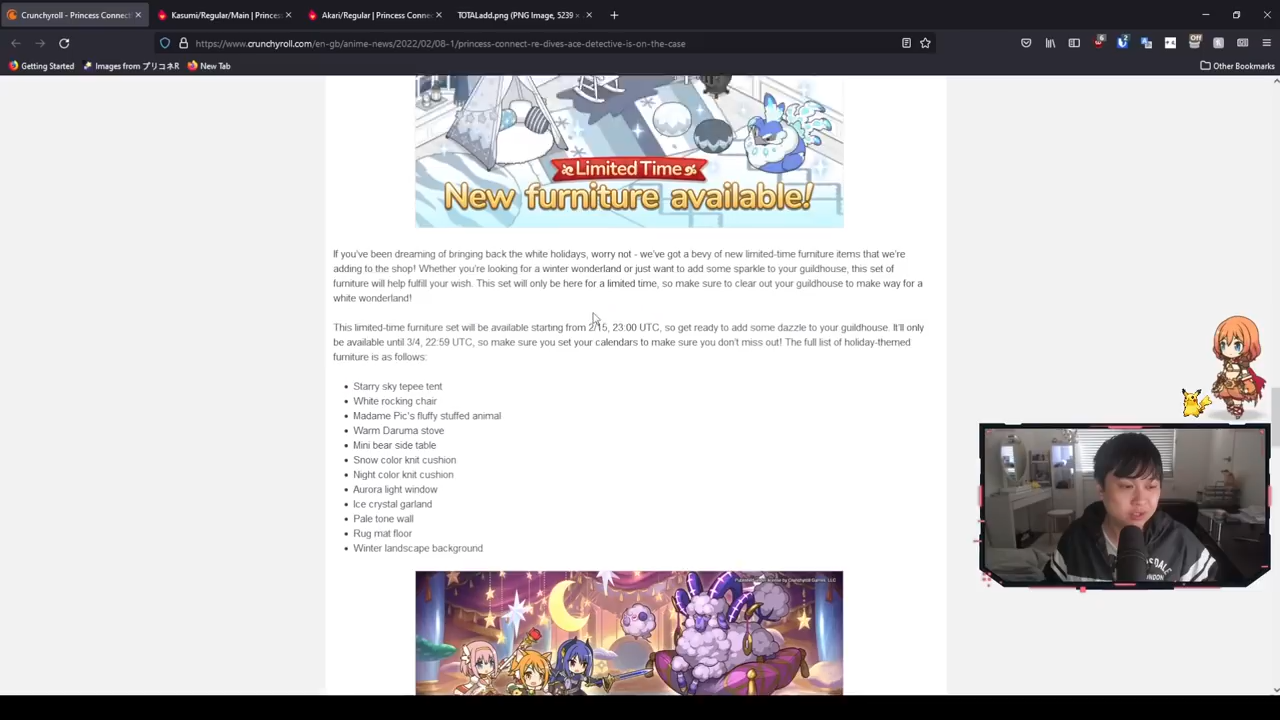 Crunchyroll - Princess Connect
Kasumi/Regular/Main | Princess
Akari/Regular | Princess Conne
TOTALadd.png (PNG Image, 5239 ×
https://www.crunchyroll.com/en-gb/anime-news/2022/02/08-1/princess-connect-re-dives-ace-detective-is-on-the-case
6
2
Off
Getting Started
Images from プリコネR
New Tab
Other Bookmarks
Limited Time
New furniture available!
If you've been dreaming of bringing back the white holidays, worry not - we've got a bevy of new limited-time furniture items that we're
adding to the shop! Whether you're looking for a winter wonderland or just want to add some sparkle to your guildhouse, this set of
furniture will help fulfill your wish. This set will only be here for a limited time, so make sure to clear out your guildhouse to make way for a
white wonderland!
This limited-time furniture set will be available starting from 2/15, 23:00 UTC, so get ready to add some dazzle to your guildhouse. It'll only
be available until 3/4, 22:59 UTC, so make sure you set your calendars to make sure you don't miss out! The full list of holiday-themed
furniture is as follows:
Starry sky tepee tent
White rocking chair
Madame Pic's fluffy stuffed animal
Warm Daruma stove
Mini bear side table
Snow color knit cushion
Night color knit cushion
Aurora light window
Ice crystal garland
Pale tone wall
Rug mat floor
Winter landscape background
LONDON